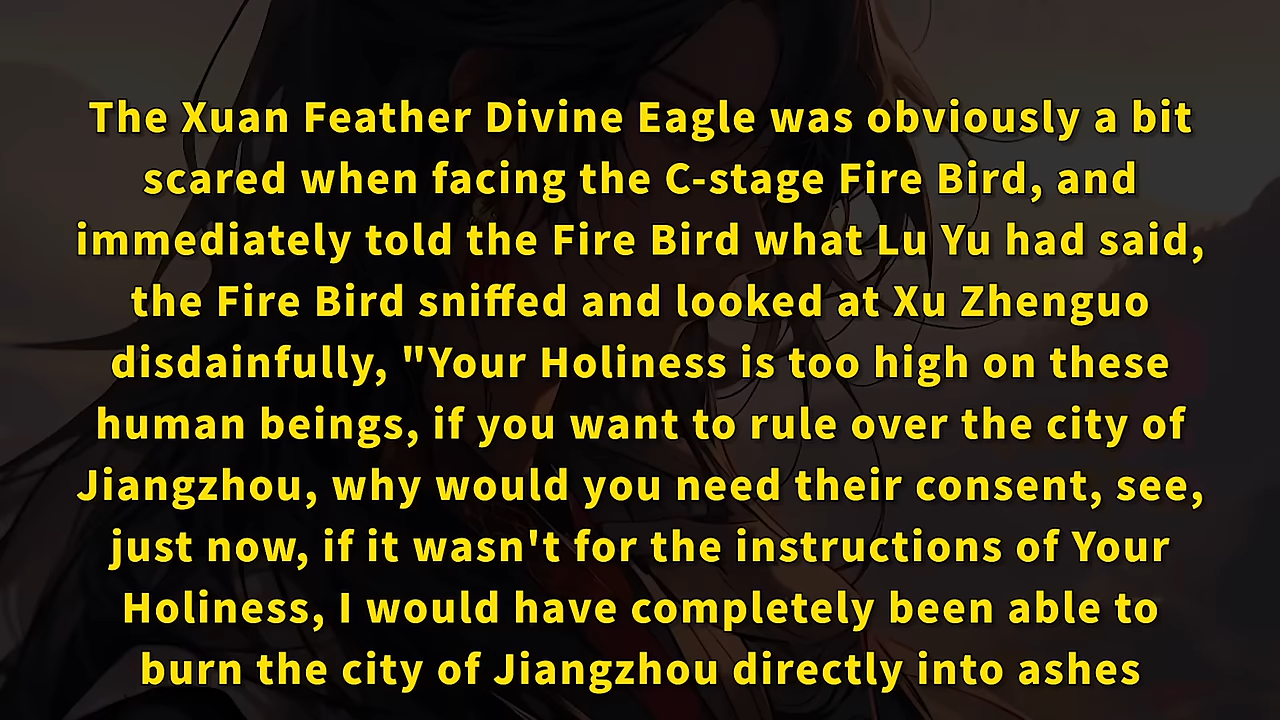 The Xuan Feather Divine Eagle was obviously a bit
scared when facing the C-stage Fire Bird, and
immediately told the Fire Bird what Lu Yu had said,
the Fire Bird sniffed and looked at Xu Zhenguo
disdainfully, "Your Holiness is too high on these
human beings, if you want to rule over the city of
Jiangzhou, why would you need their consent, see,
just now, if it wasn't for the instructions of Your
Holiness, I would have completely been able to
burn the city of Jiangzhou directly into ashes